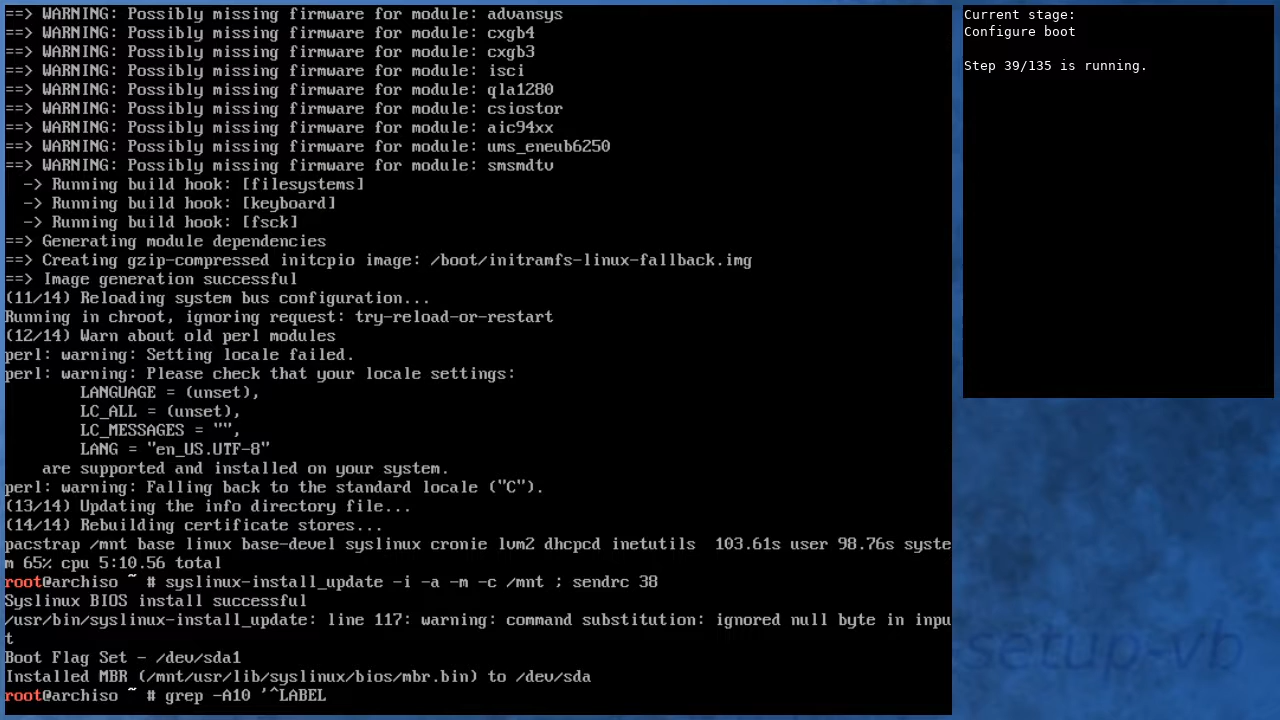 ==> WARNING: Possibly missing firmware for module: advansys
==> WARNING: Possibly missing firmware for module: cxgb4
==> WARNING: Possibly missing firmware for module: cxgb3
==> WARNING: Possibly missing firmware for module: isci
==> WARNING: Possibly missing firmware for module: qla1280
==> WARNING: Possibly missing firmware for module: csiostor
==> WARNING: Possibly missing firmware for module: aic94xx
==> WARNING: Possibly missing firmware for module: ums_eneub6250
==> WARNING: Possibly missing firmware for module: smsmdtv
  -> Running build hook: [filesystems]
  -> Running build hook: [keyboard]
  -> Running build hook: [fsck]
==> Generating module dependencies
==> Creating gzip-compressed initcpio image: /boot/initramfs-linux-fallback.img
==> Image generation successful
(11/14) Reloading system bus configuration...
Running in chroot, ignoring request: try-reload-or-restart
(12/14) Warn about old perl modules
perl: warning: Setting locale failed.
perl: warning: Please check that your locale settings:
        LANGUAGE = (unset),
        LC_ALL = (unset),
        LC_MESSAGES = "",
        LANG = "en_US.UTF-8"
    are supported and installed on your system.
perl: warning: Falling back to the standard locale ("C").
(13/14) Updating the info directory file...
(14/14) Rebuilding certificate stores...
pacstrap /mnt base linux base-devel syslinux cronie lvm2 dhcpcd inetutils  103.61s user 98.76s syste
m 65% cpu 5:10.56 total
root@archiso ~ # syslinux-install_update -i -a -m -c /mnt ; sendrc 38
Syslinux BIOS install successful
/usr/bin/syslinux-install_update: line 117: warning: command substitution: ignored null byte in inpu
t
Boot Flag Set - /dev/sda1
Installed MBR (/mnt/usr/lib/syslinux/bios/mbr.bin) to /dev/sda
root@archiso ~ # grep -A10 '^LABEL
Current stage:
Configure boot
Step 39/135 is running.
setup-vb